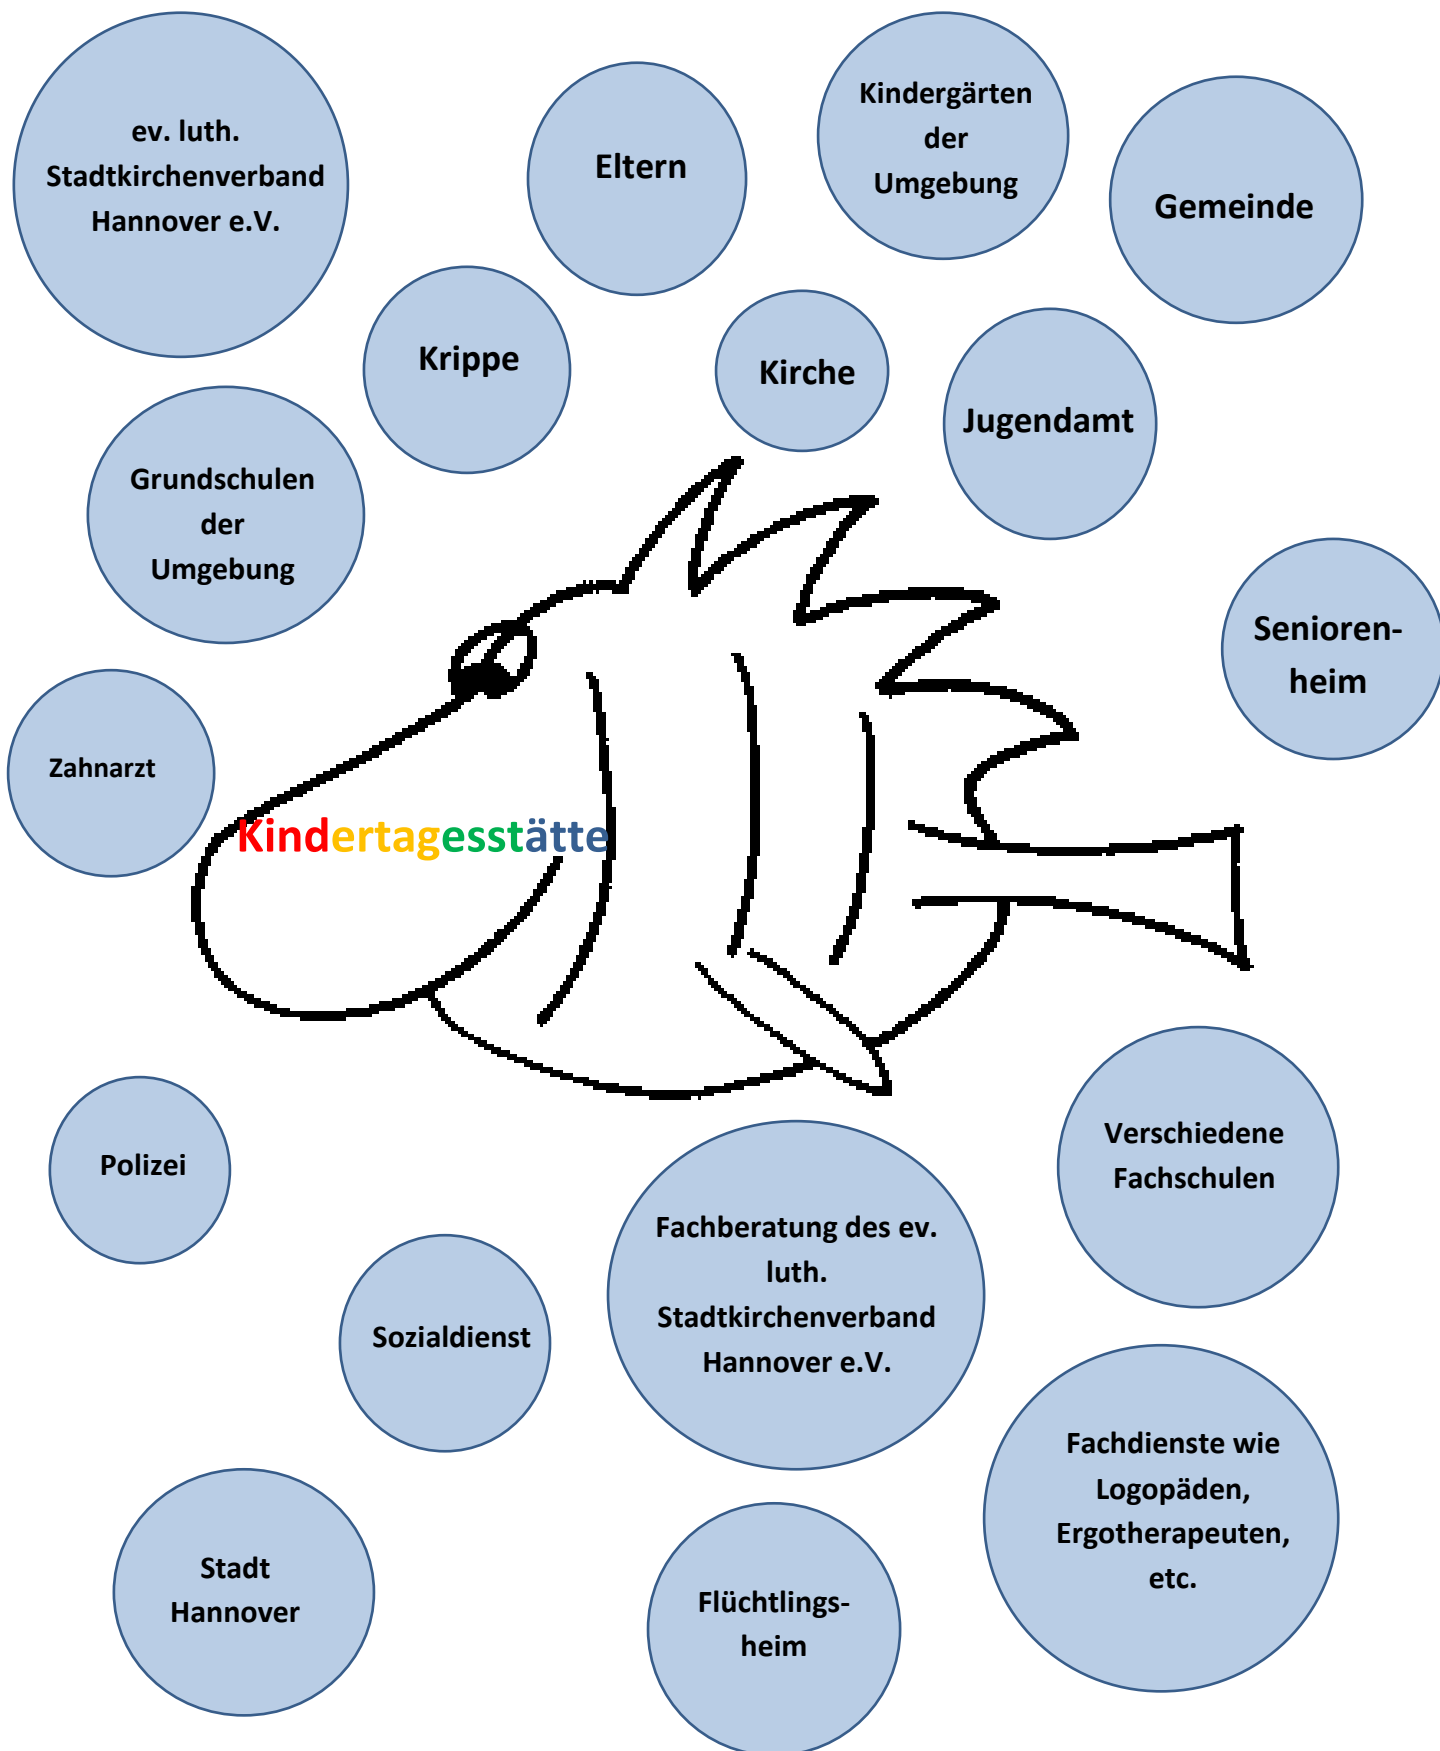 ev. luth.
Stadtkirchenverband
Hannover e.V.
Eltern
Kindergärten
der
Umgebung
Gemeinde
Krippe
Kirche
Jugendamt
Grundschulen
der
Umgebung
Senioren-
heim
Zahnarzt
Kindertagesstätte
Polizei
Verschiedene
Fachschulen
Fachberatung des ev.
luth.
Stadtkirchenverband
Hannover e.V.
Sozialdienst
Fachdienste wie
Logopäden,
Ergotherapeuten,
etc.
Stadt
Hannover
Flüchtlings-
heim